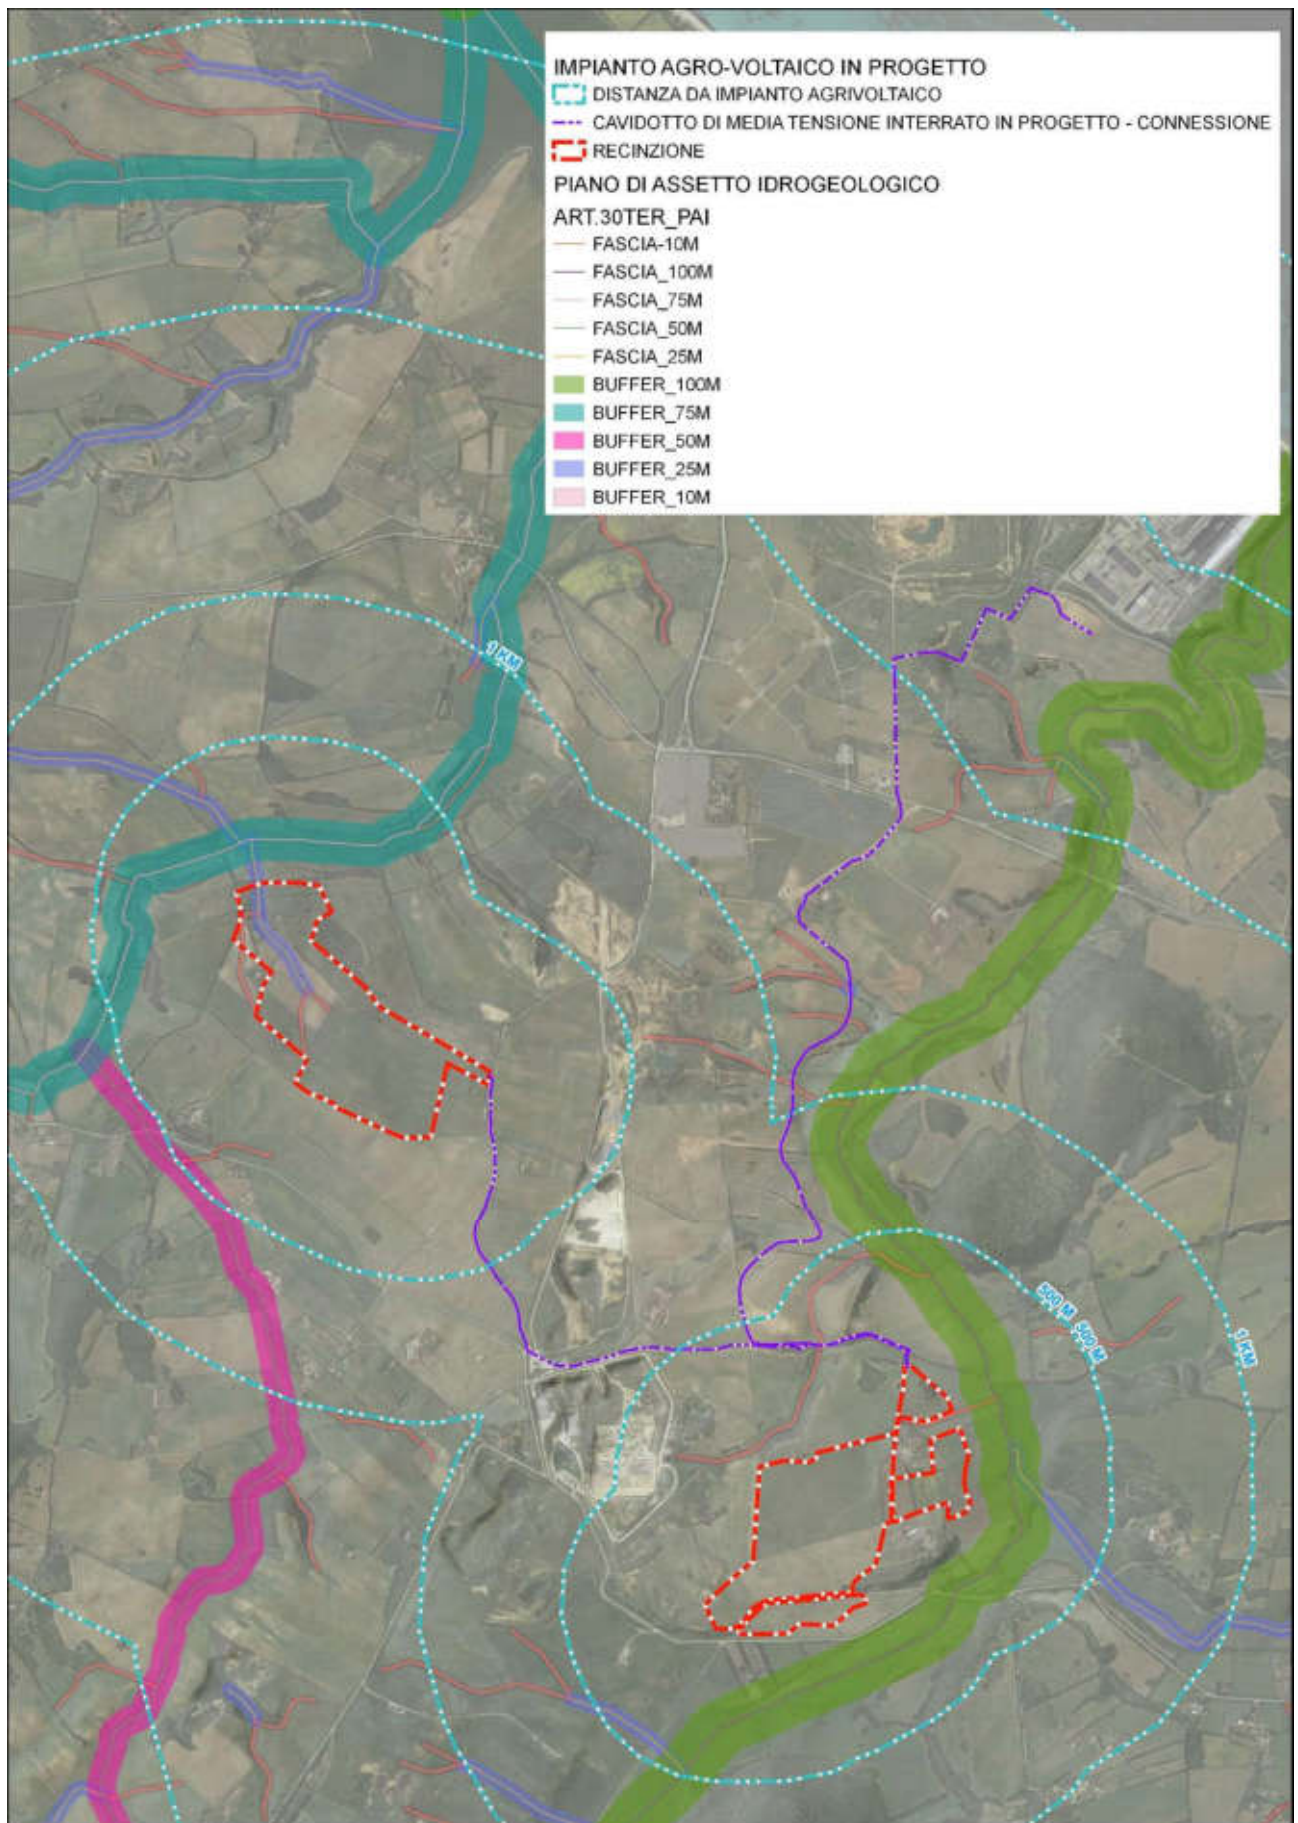 IMPIANTO AGRO-VOLTAICO IN PROGETTO
DISTANZA DA IMPIANTO AGRIVOLTAICO
CAVIDOTTO DI MEDIA TENSIONE INTERRATO IN PROGETTO - CONNESSIONE
RECINZIONE
PIANO DI ASSETTO IDROGEOLOGICO
ART.30TER_PAI
FASCIA-10M
FASCIA_100M
FASCIA_75M
FASCIA_50M
FASCIA_25M
BUFFER_100M
BUFFER_75M
BUFFER_50M
BUFFER_25M
BUFFER_10M
1 KM
500 M 500 M
1 KM